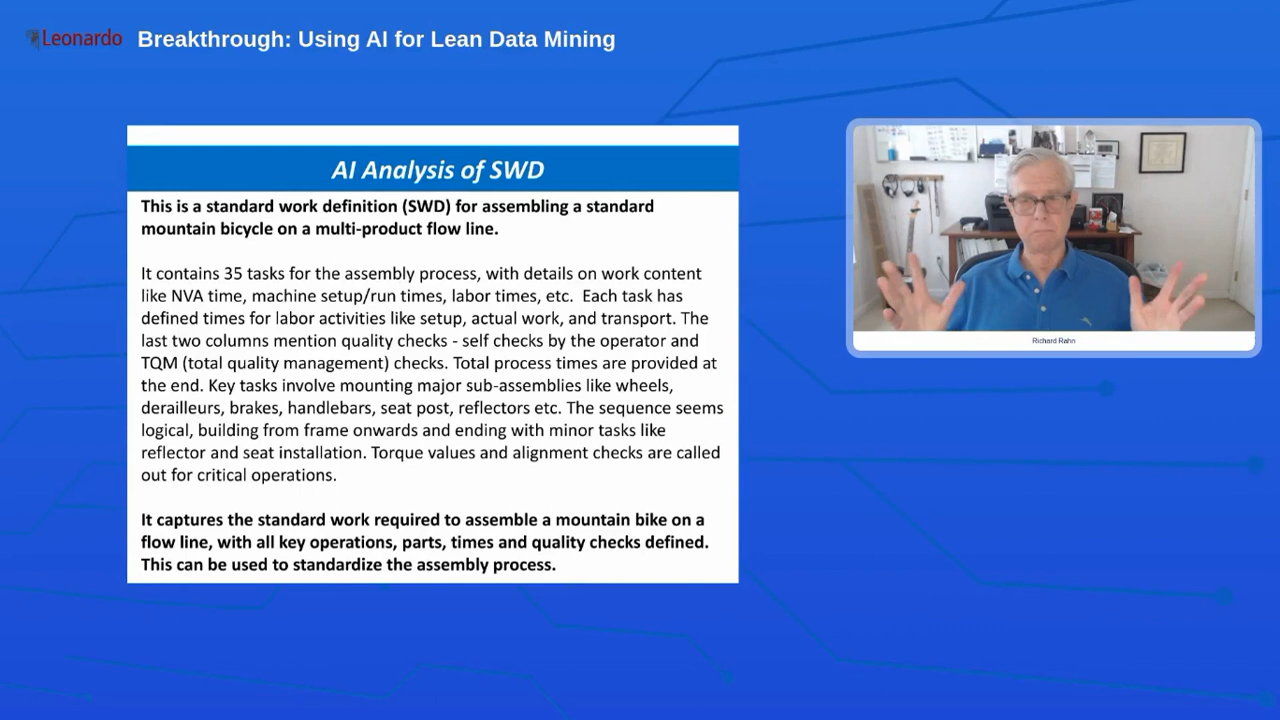 Leonardo
Breakthrough: Using AI for Lean Data Mining
AI Analysis of SWD
This is a standard work definition (SWD) for assembling a standard
mountain bicycle on a multi-product flow line.
It contains 35 tasks for the assembly process, with details on work content
like NVA time, machine setup/run times, labor times, etc. Each task has
defined times for labor activities like setup, actual work, and transport. The
last two columns mention quality checks - self checks by the operator and
TQM (total quality management) checks. Total process times are provided at
the end. Key tasks involve mounting major sub-assemblies like wheels,
derailleurs, brakes, handlebars, seat post, reflectors etc. The sequence seems
logical, building from frame onwards and ending with minor tasks like
reflector and seat installation. Torque values and alignment checks are called
out for critical operations.
It captures the standard work required to assemble a mountain bike on a
flow line, with all key operations, parts, times and quality checks defined.
This can be used to standardize the assembly process.
Richard Rahn